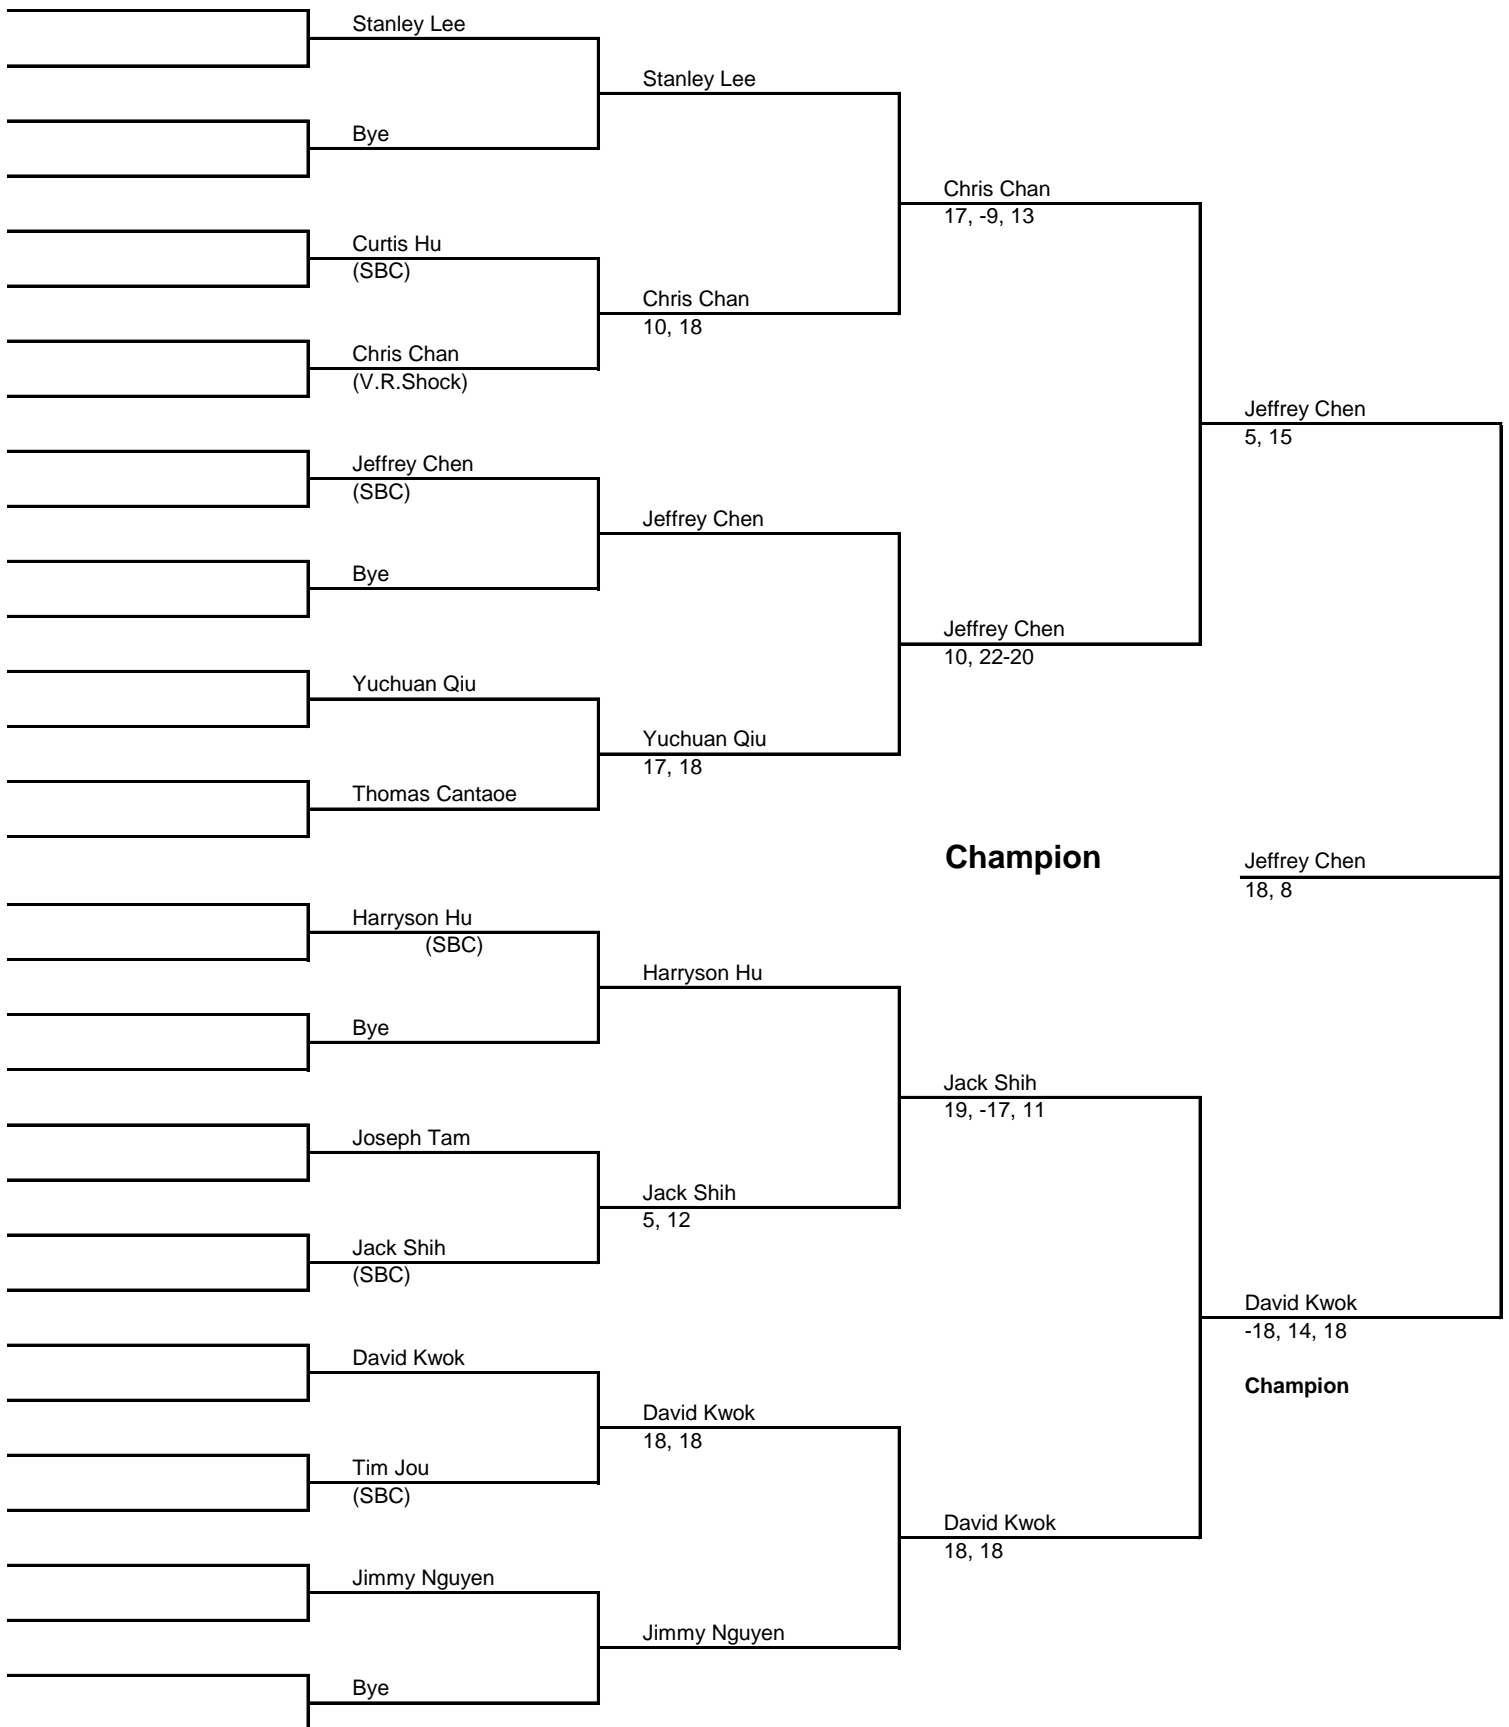 Stanley Lee
Stanley Lee
Bye
Chris Chan
17, -9, 13
Curtis Hu
(SBC)
Chris Chan
10, 18
Chris Chan
(V.R.Shock)
Jeffrey Chen
5, 15
Jeffrey Chen
(SBC)
Jeffrey Chen
Bye
Jeffrey Chen
10, 22-20
Yuchuan Qiu
Yuchuan Qiu
17, 18
Thomas Cantaoe
Champion
Jeffrey Chen
18, 8
Harryson Hu
(SBC)
Harryson Hu
Bye
Jack Shih
19, -17, 11
Joseph Tam
Jack Shih
5, 12
Jack Shih
(SBC)
David Kwok
-18, 14, 18
David Kwok
Champion
David Kwok
18, 18
Tim Jou
(SBC)
David Kwok
18, 18
Jimmy Nguyen
Jimmy Nguyen
Bye